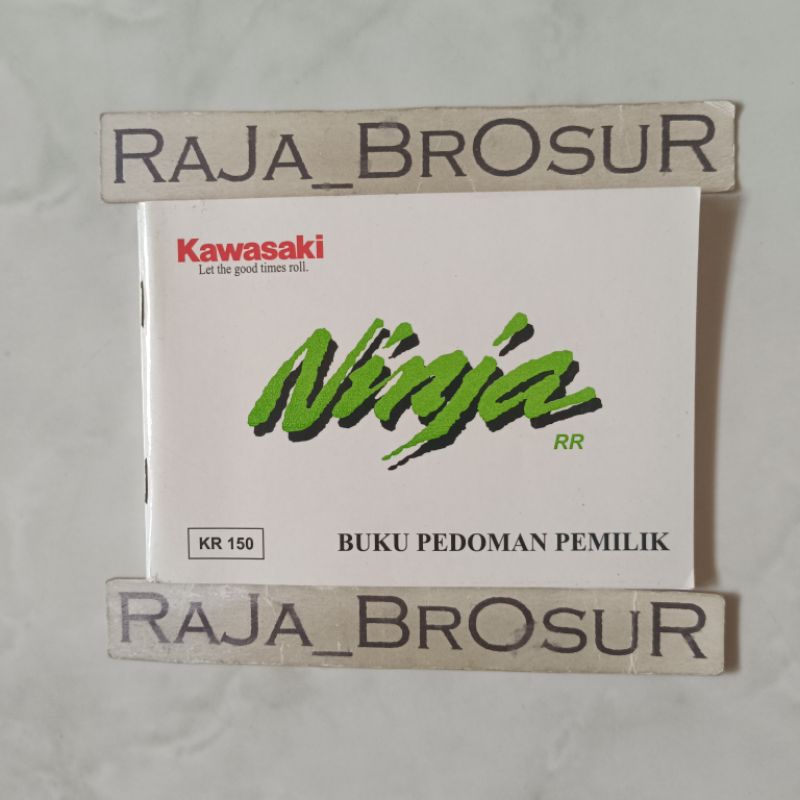 RAJA_BROSUR
Kawasaki
Let the good times roll.
Ninja
RR
KR 150
BUKU PEDOMAN PEMILIK
RAJA_BROSUR